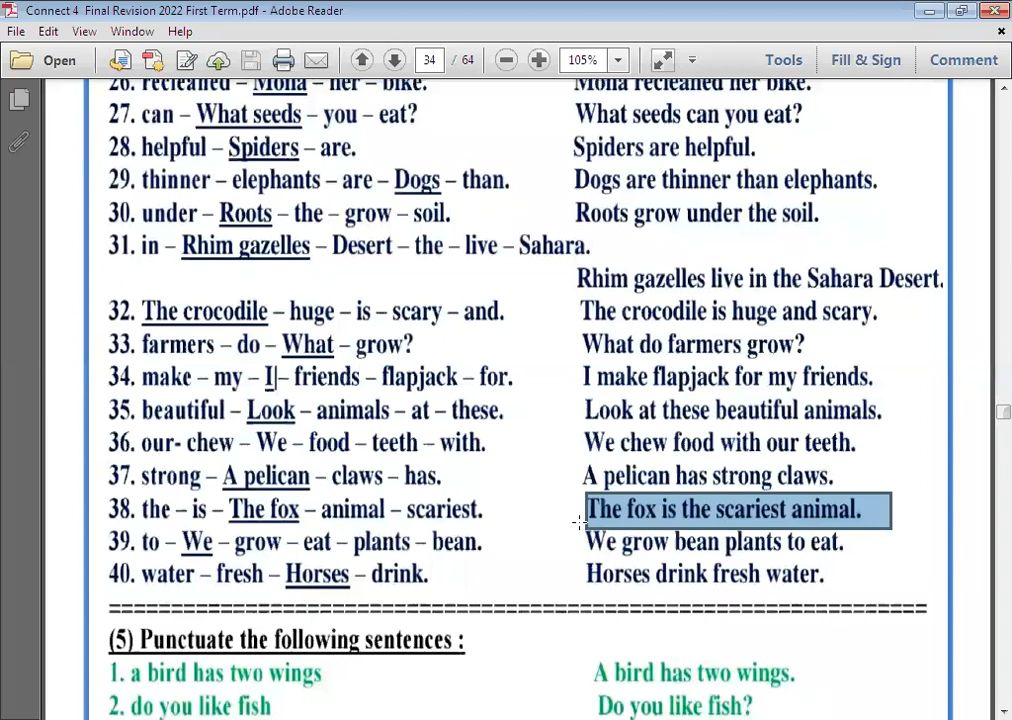 Connect 4 Final Revision 2022 First Term.pdf - Adobe Reader
File Edit View Window Help
Open 34 / 64 105% Tools Fill & Sign Comment
26. recleaned – Mona – her – bike. Mona recleaned her bike.
27. can – What seeds – you – eat? What seeds can you eat?
28. helpful – Spiders – are. Spiders are helpful.
29. thinner – elephants – are – Dogs – than. Dogs are thinner than elephants.
30. under – Roots – the – grow – soil. Roots grow under the soil.
31. in – Rhim gazelles – Desert – the – live – Sahara.
Rhim gazelles live in the Sahara Desert.
32. The crocodile – huge – is – scary – and. The crocodile is huge and scary.
33. farmers – do – What – grow? What do farmers grow?
34. make – my – I – friends – flapjack – for. I make flapjack for my friends.
35. beautiful – Look – animals – at – these. Look at these beautiful animals.
36. our- chew – We – food – teeth – with. We chew food with our teeth.
37. strong – A pelican – claws – has. A pelican has strong claws.
38. the – is – The fox – animal – scariest. The fox is the scariest animal.
39. to – We – grow – eat – plants – bean. We grow bean plants to eat.
40. water – fresh – Horses – drink. Horses drink fresh water.
================================================================
(5) Punctuate the following sentences :
1. a bird has two wings A bird has two wings.
2. do you like fish Do you like fish?